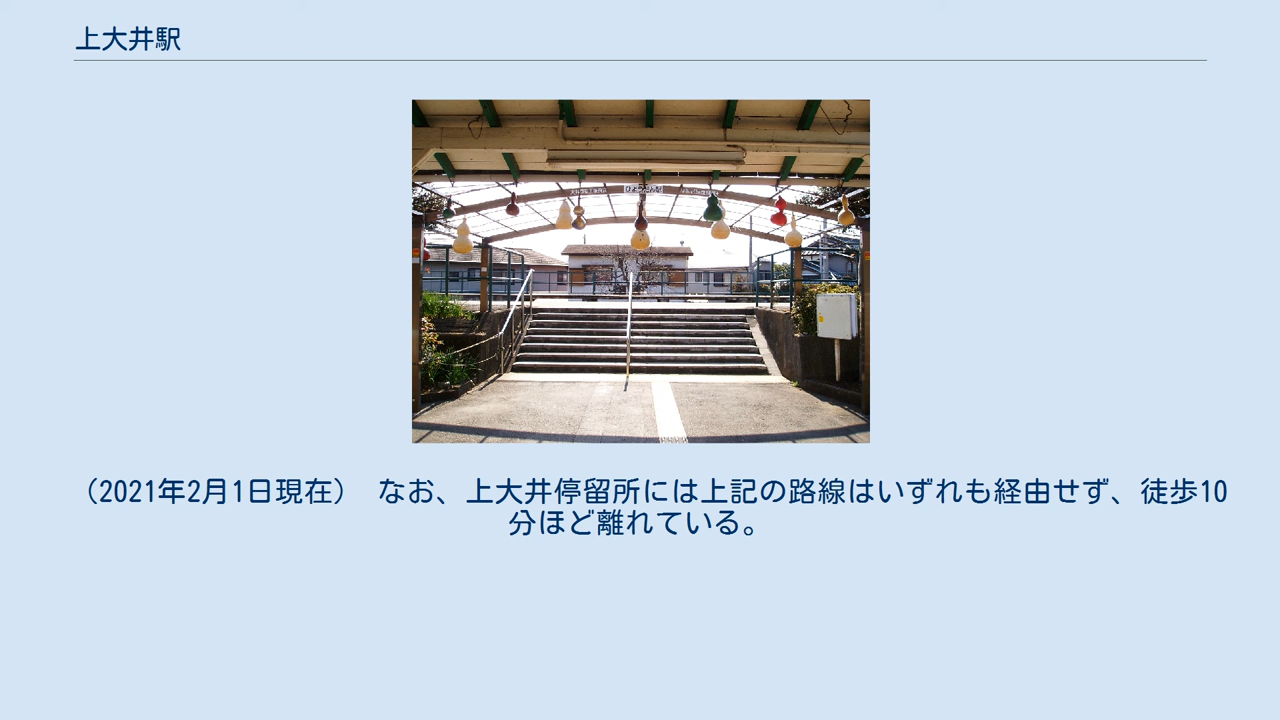 上大井駅
（2021年2月1日現在）　なお、上大井停留所には上記の路線はいずれも経由せず、徒歩10
分ほど離れている。